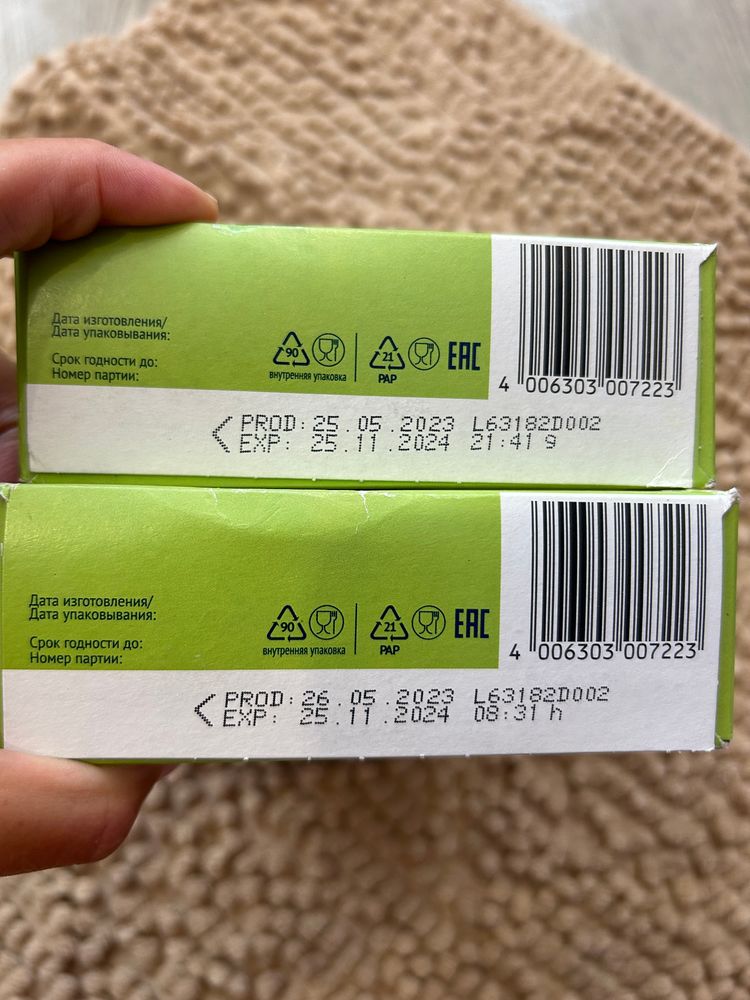 Дата изготовления/
Дата упаковывания:
Срок годности до:
Номер партии:
90
внутренняя упаковка
21
PAP
EAC
4 006303 007223
PROD: 25.05.2023 L63182D002
EXP: 25.11.2024 21:41 g
Дата изготовления/
Дата упаковывания:
Срок годности до:
Номер партии:
90
внутренняя упаковка
21
PAP
EAC
4 006303 007223
PROD: 26.05.2023 L63182D002
EXP: 25.11.2024 08:31 h